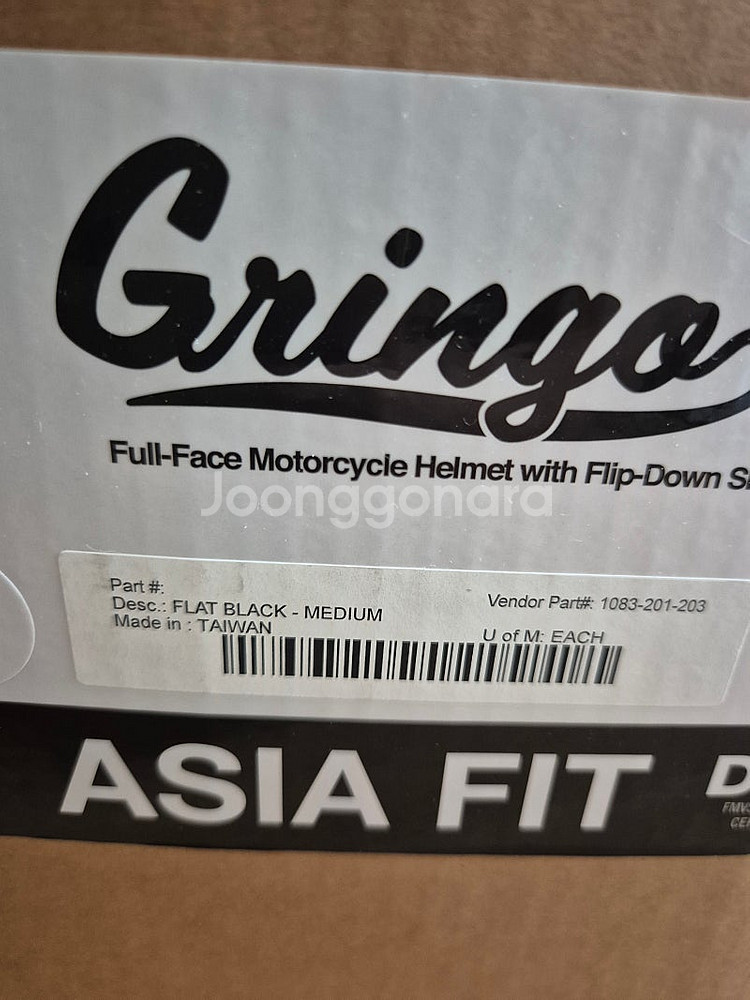 Gringo
Full-Face Motorcycle Helmet with Flip-Down
Joonggonara
Part #:
Desc.: FLAT BLACK - MEDIUM
Made in : TAIWAN
Vendor Part#: 1083-201-203
U of M: EACH
ASIA FIT D